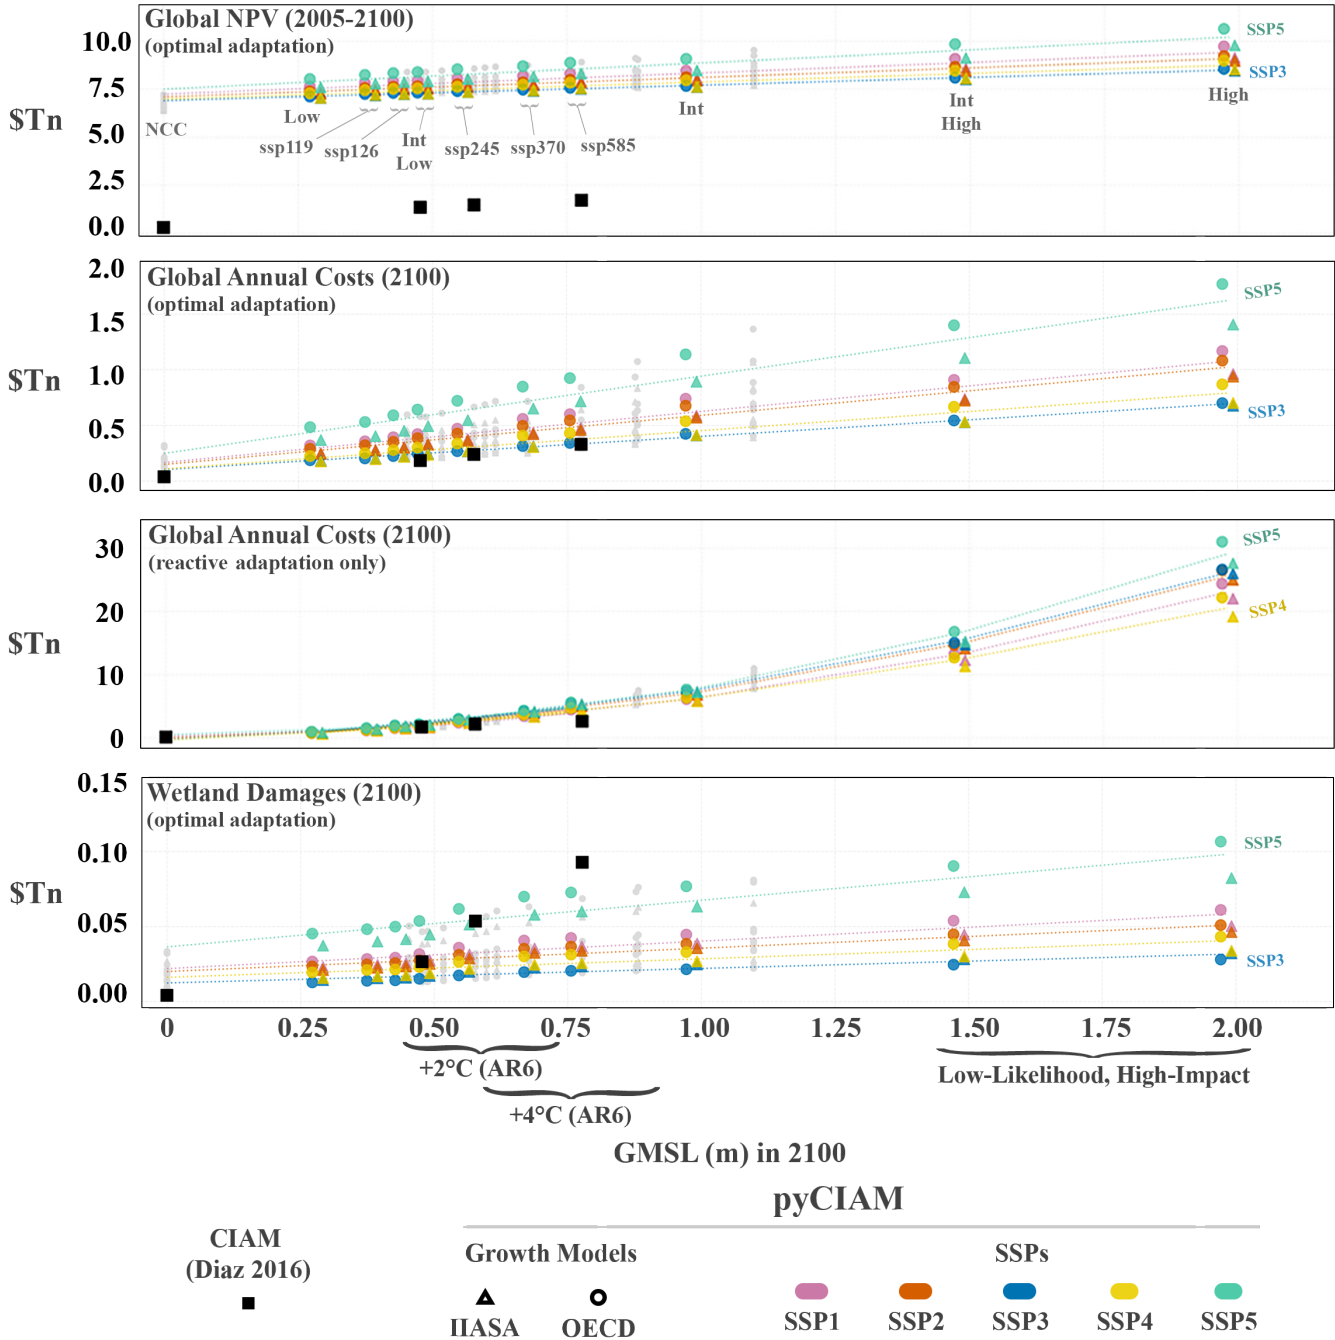 Global NPV (2005-2100)
(optimal adaptation)
10.0
7.5
5.0
2.5
0.0
$Tn
NCC
Low
ssp119
ssp126
Int
Low
ssp245
ssp370
ssp585
Int
Int
High
High
SSP5
SSP3
Global Annual Costs (2100)
(optimal adaptation)
2.0
1.5
1.0
0.5
0.0
$Tn
SSP5
SSP3
Global Annual Costs (2100)
(reactive adaptation only)
30
20
10
0
$Tn
SSP5
SSP4
Wetland Damages (2100)
(optimal adaptation)
0.15
0.10
0.05
0.00
$Tn
SSP5
SSP3
0 0.25 0.50 0.75 1.00 1.25 1.50 1.75 2.00
+2°C (AR6)
Low-Likelihood, High-Impact
+4°C (AR6)
GMSL (m) in 2100
pyCIAM
CIAM
(Diaz 2016)
Growth Models
IIASA OECD
SSPs
SSP1 SSP2 SSP3 SSP4 SSP5